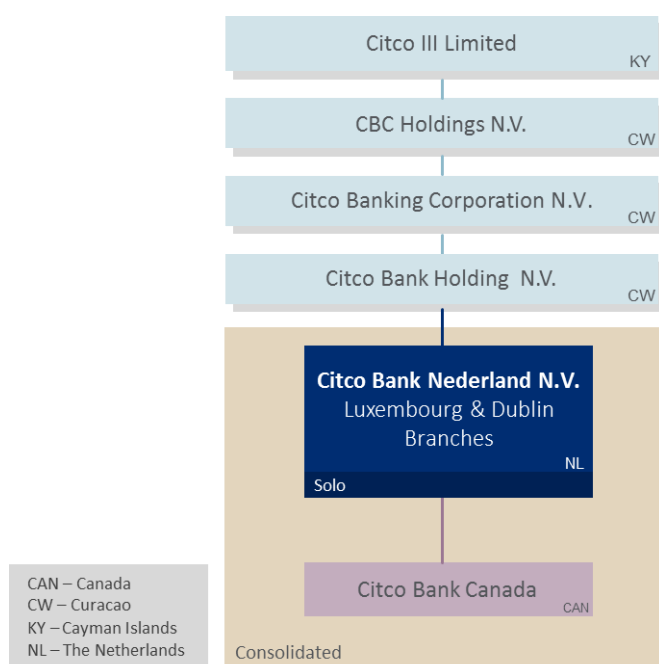 Citco III Limited
KY
CBC Holdings N.V.
CW
Citco Banking Corporation N.V.
CW
Citco Bank Holding N.V.
CW
Citco Bank Nederland N.V.
Luxembourg & Dublin
Branches
NL
Solo
Citco Bank Canada
CAN
Consolidated
CAN – Canada
CW – Curacao
KY – Cayman Islands
NL – The Netherlands